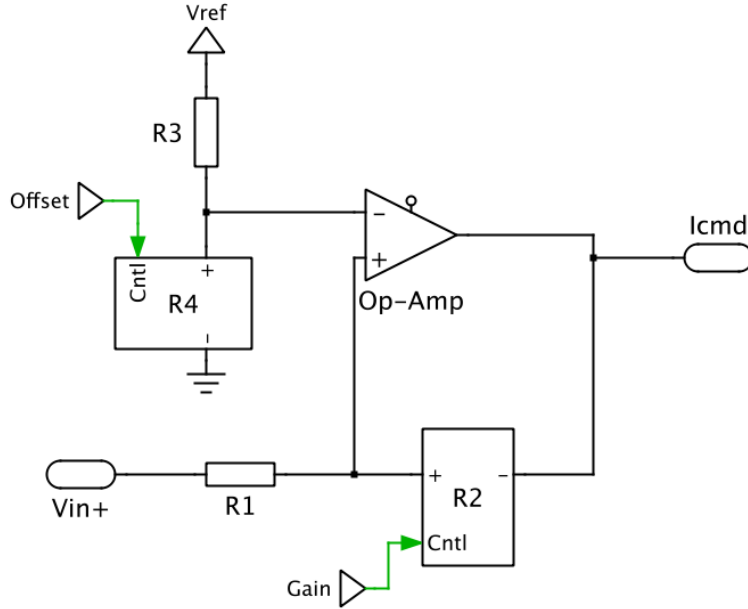 Vref
R3
Offset
Cntl
+
R4
-
-
+
Op-Amp
Icmd
Vin+
R1
+
-
R2
Cntl
Gain